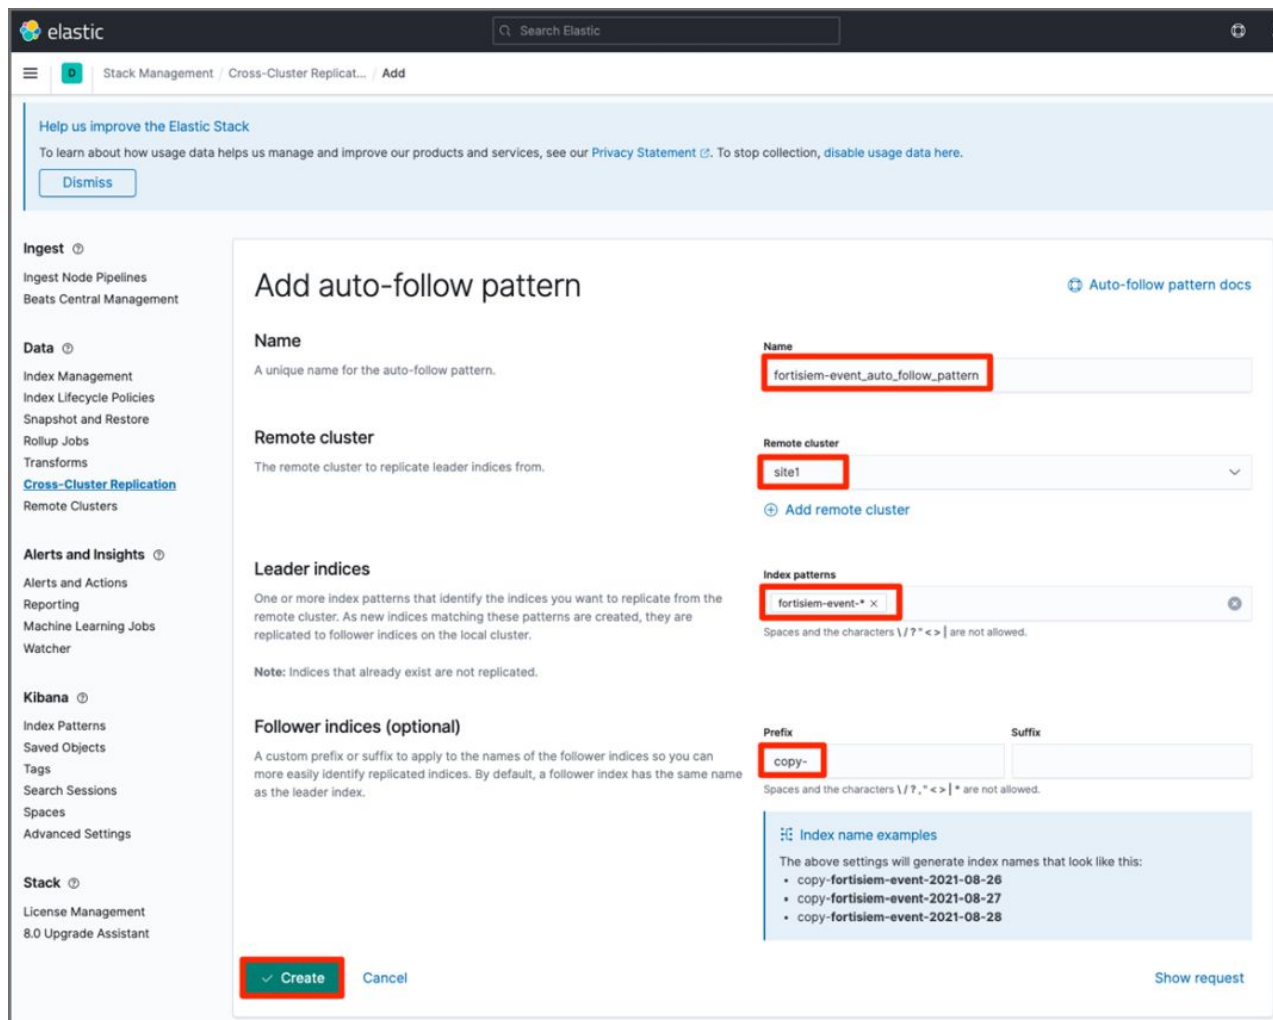 elastic
Search Elastic
D
Stack Management / Cross-Cluster Replicat... / Add
Help us improve the Elastic Stack
To learn about how usage data helps us manage and improve our products and services, see our Privacy Statement. To stop collection, disable usage data here.
Dismiss
Ingest
Ingest Node Pipelines
Beats Central Management
Data
Index Management
Index Lifecycle Policies
Snapshot and Restore
Rollup Jobs
Transforms
Cross-Cluster Replication
Remote Clusters
Alerts and Insights
Alerts and Actions
Reporting
Machine Learning Jobs
Watcher
Kibana
Index Patterns
Saved Objects
Tags
Search Sessions
Spaces
Advanced Settings
Stack
License Management
8.0 Upgrade Assistant
Add auto-follow pattern
Auto-follow pattern docs
Name
A unique name for the auto-follow pattern.
Name
fortisiem-event_auto_follow_pattern
Remote cluster
The remote cluster to replicate leader indices from.
Remote cluster
site1
Add remote cluster
Leader indices
One or more index patterns that identify the indices you want to replicate from the
remote cluster. As new indices matching these patterns are created, they are
replicated to follower indices on the local cluster.
Note: Indices that already exist are not replicated.
Index patterns
fortisiem-event-* ×
Spaces and the characters \ / ? " < > | are not allowed.
Follower indices (optional)
A custom prefix or suffix to apply to the names of the follower indices so you can
more easily identify replicated indices. By default, a follower index has the same name
as the leader index.
Prefix
Suffix
copy-
Spaces and the characters \ / ? , " < > | * are not allowed.
Index name examples
The above settings will generate index names that look like this:
• copy-fortisiem-event-2021-08-26
• copy-fortisiem-event-2021-08-27
• copy-fortisiem-event-2021-08-28
Create
Cancel
Show request